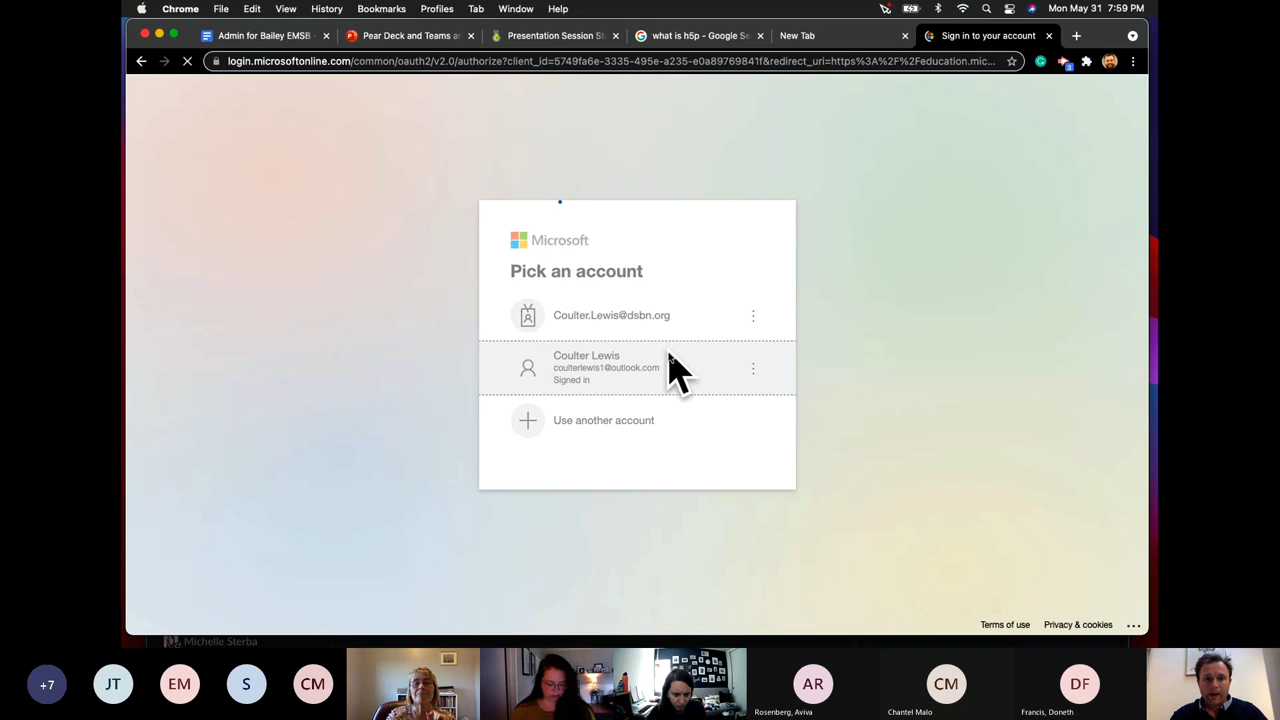 Chrome File Edit View History Bookmarks Profiles Tab Window Help Mon May 31 7:59 PM
Admin for Bailey EMSB - Pear Deck and Teams a Presentation Session St what is h5p - Google Se New Tab Sign in to your account
login.microsoftonline.com/common/oauth2/v2.0/authorize?client_id=5749fa6e-3335-495e-a235-e0a89769841f&redirect_uri=https%3A%2F%2Feducation.mic...
3
Microsoft
Pick an account
Coulter.Lewis@dsbn.org
Coulter Lewis
coulterlewis1@outlook.com
Signed in
Use another account
Terms of use Privacy & cookies ...
Michelle Sterba
+7 JT EM S CM AR CM DF
Rosenberg, Aviva Chantel Malo Francis, Doneth